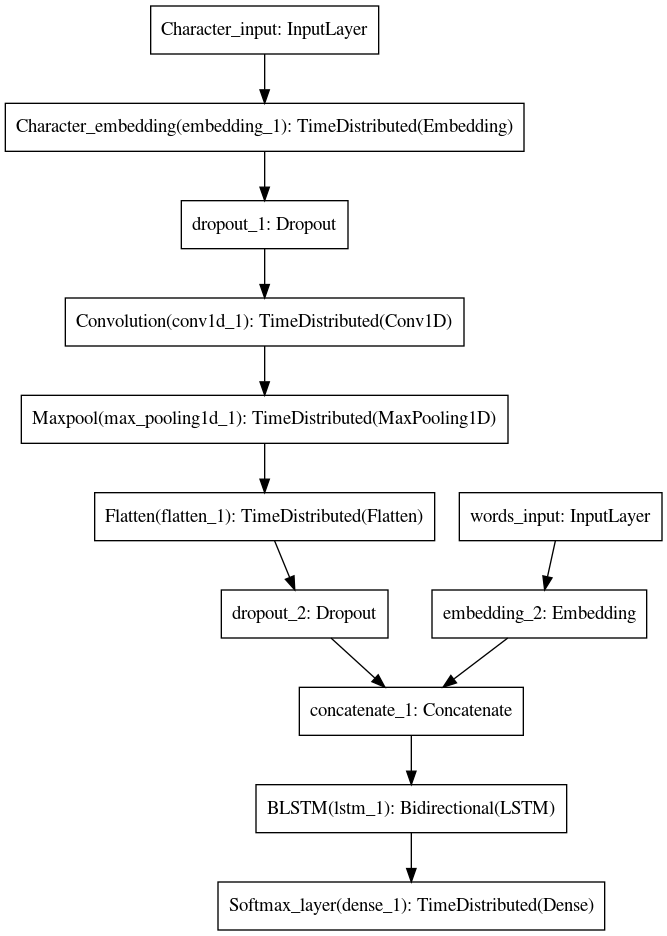 Character_input: InputLayer
Character_embedding(embedding_1): TimeDistributed(Embedding)
dropout_1: Dropout
Convolution(conv1d_1): TimeDistributed(Conv1D)
Maxpool(max_pooling1d_1): TimeDistributed(MaxPooling1D)
Flatten(flatten_1): TimeDistributed(Flatten)
words_input: InputLayer
dropout_2: Dropout
embedding_2: Embedding
concatenate_1: Concatenate
BLSTM(lstm_1): Bidirectional(LSTM)
Softmax_layer(dense_1): TimeDistributed(Dense)